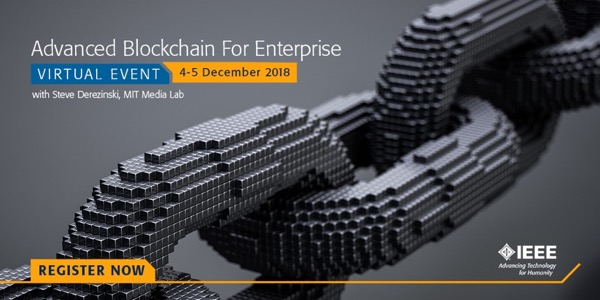 Advanced Blockchain For Enterprise
VIRTUAL EVENT
4-5 December 2018
with Steve Derezinski, MIT Media Lab
REGISTER NOW
IEEE
Advancing Technology
for Humanity